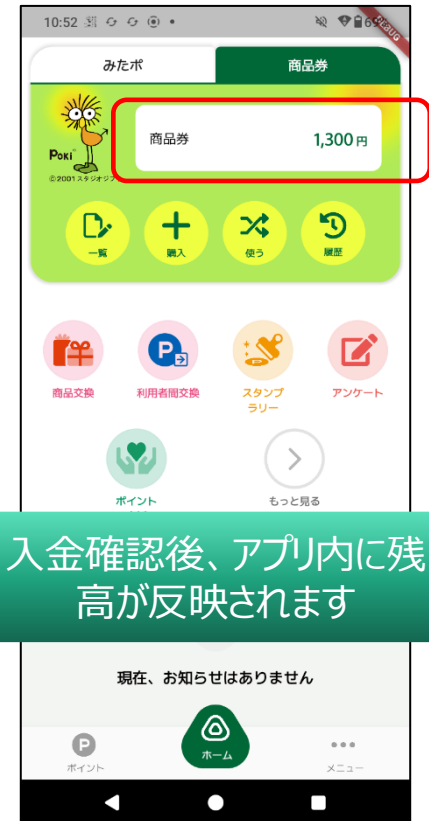 10:52
みたポ
商品券
POKI
©2001スタジオジブ
商品券
1,300 円
一覧
購入
使う
履歴
商品交換
利用者間交換
スタンプ
ラリー
アンケート
ポイント
もっと見る
入金確認後、アプリ内に残
高が反映されます
現在、お知らせはありません
ポイント
ホーム
メニュー